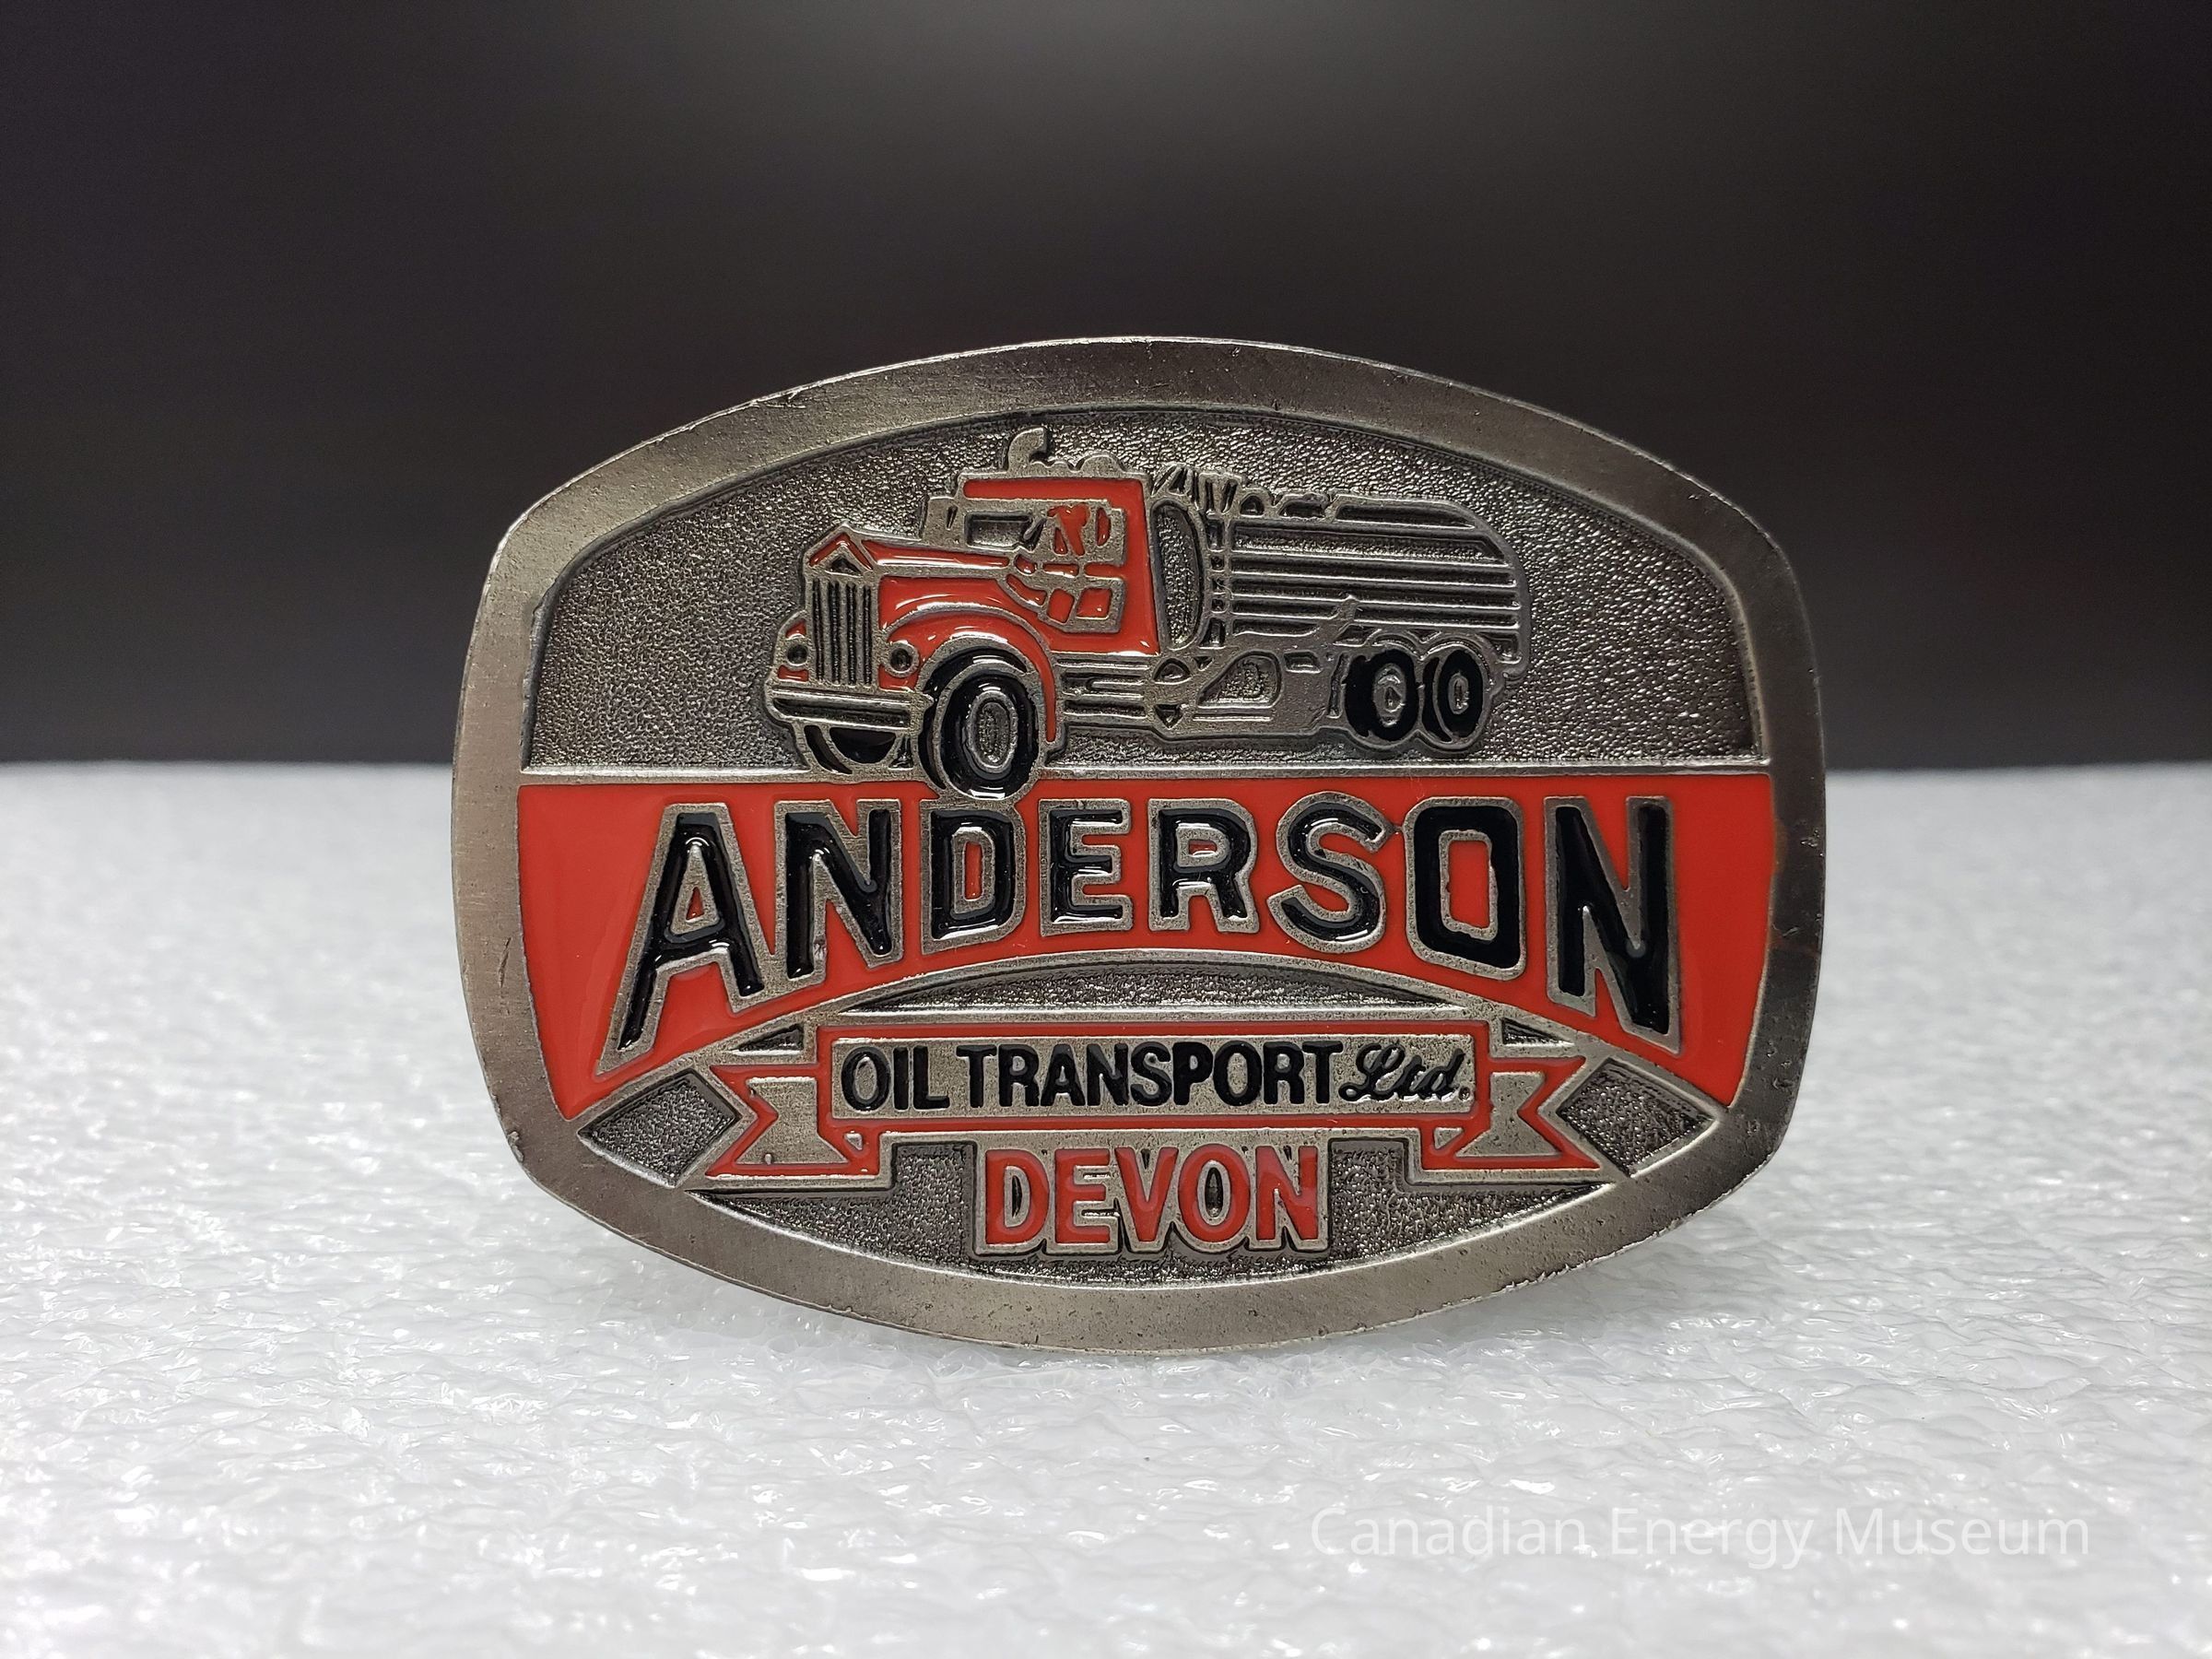 ANDERSON
OIL TRANSPORT Ltd.
DEVON
Canadian Energy Museum